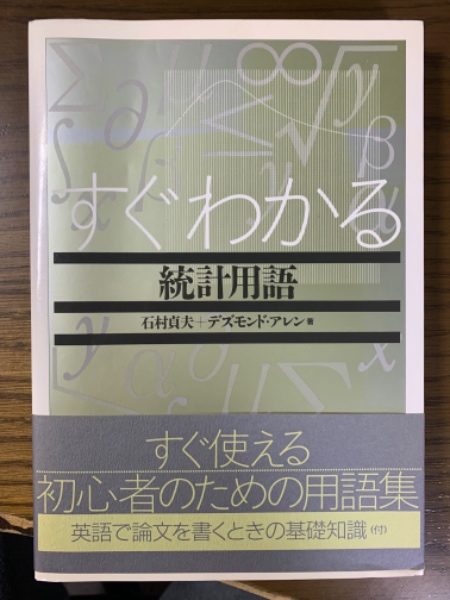 すぐわかる
統計用語
石村貞夫+デズモンド・アレン 著
すぐ使える
初心者のための用語集
英語で論文を書くときの基礎知識(付)